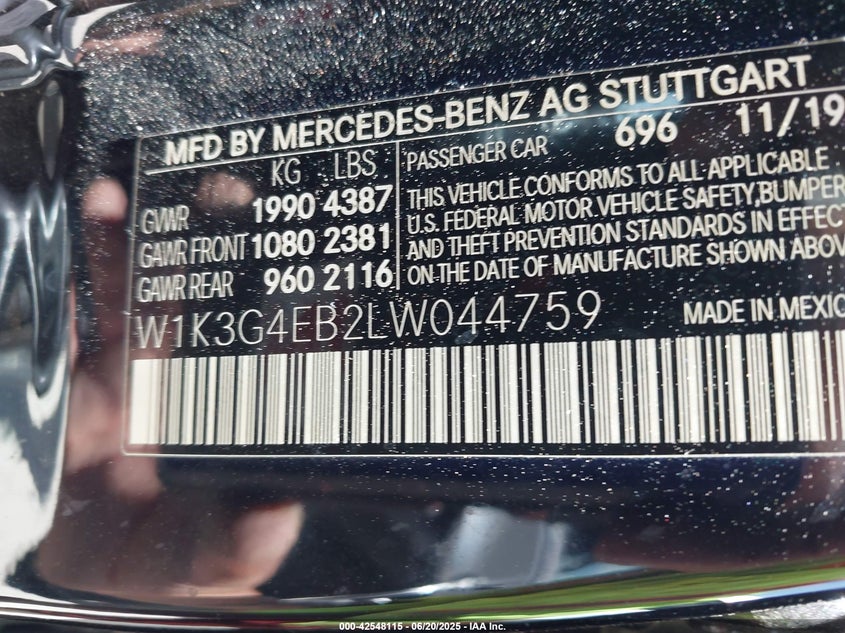 MFD BY MERCEDES-BENZ AG STUTTGART
KG LBS
GVWR 1990 4387
GAWR FRONT 1080 2381
GAWR REAR 960 2116
PASSENGER CAR 696 11/19
THIS VEHICLE CONFORMS TO ALL APPLICABLE
U.S. FEDERAL MOTOR VEHICLE SAFETY,BUMPER
AND THEFT PREVENTION STANDARDS IN EFFECT
ON THE DATE OF MANUFACTURE SHOWN ABOV
W1K3G4EB2LW044759
MADE IN MEXIC
000-42548115 - 06/20/2025 - IAA Inc.